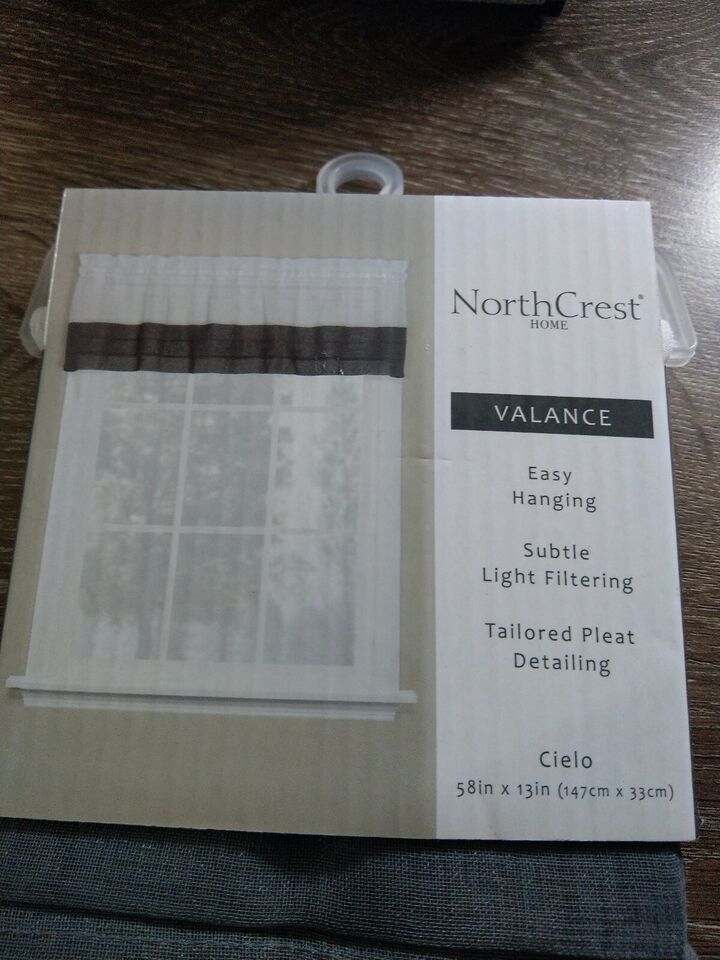 NorthCrest®
HOME
VALANCE
Easy
Hanging
Subtle
Light Filtering
Tailored Pleat
Detailing
Cielo
58in x 13in (147cm x 33cm)